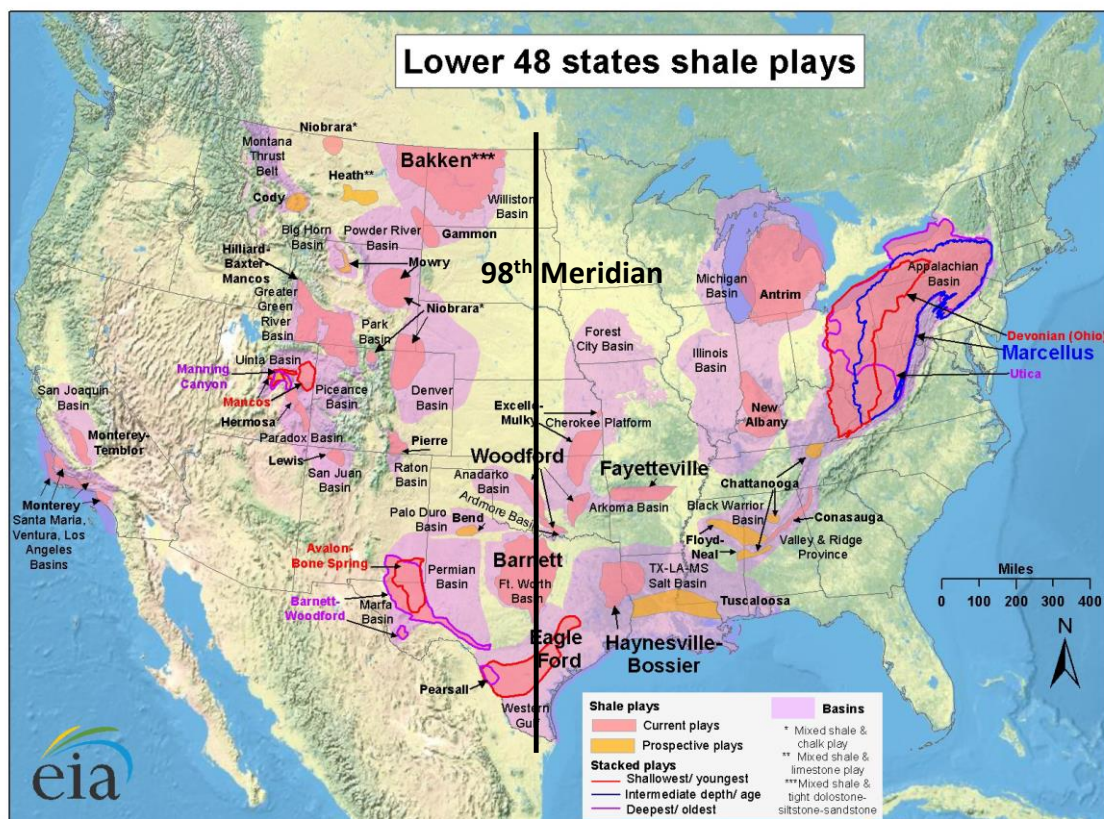 Lower 48 states shale plays
Niobrara*
Montana
Thrust
Belt
Bakken***
Heath**
Cody
Williston
Basin
Big Horn
Basin
Powder River
Basin
Gammon
Hilliard-
Baxter-
Mancos
Mowry
98th Meridian
Michigan
Basin
Antrim
Appalachian
Basin
Greater
Green
River
Basin
Niobrara*
Park
Basin
Forest
City Basin
Illinois
Basin
Devonian (Ohio)
Marcellus
Utica
Uinta Basin
Manning
Canyon
Mancos
Piceance
Basin
Denver
Basin
San Joaquin
Basin
Hermosa
Paradox Basin
Excello-
Mulky
Cherokee Platform
New
Albany
Monterey-
Temblor
Lewis
San Juan
Basin
Pierre
Raton
Basin
Woodford
Anadarko
Basin
Fayetteville
Chattanooga
Monterey
Santa Maria,
Ventura, Los
Angeles
Basins
Palo Duro
Basin
Bend
Ardmore Basin
Arkoma Basin
Black Warrior
Basin
Conasauga
Floyd-
Neal
Valley & Ridge
Province
Avalon-
Bone Spring
Permian
Basin
Barnett
Ft. Worth
Basin
TX-LA-MS
Salt Basin
Tuscaloosa
Barnett-
Woodford
Marfa
Basin
Eagle
Ford
Haynesville-
Bossier
Pearsall
Western
Gulf
Miles
0 100 200 300 400
N
Shale plays
Current plays
Prospective plays
Stacked plays
Shallowest/ youngest
Intermediate depth/ age
Deepest/ oldest
Basins
* Mixed shale &
chalk play
** Mixed shale &
limestone play
***Mixed shale &
tight dolostone-
siltstone-sandstone
eia